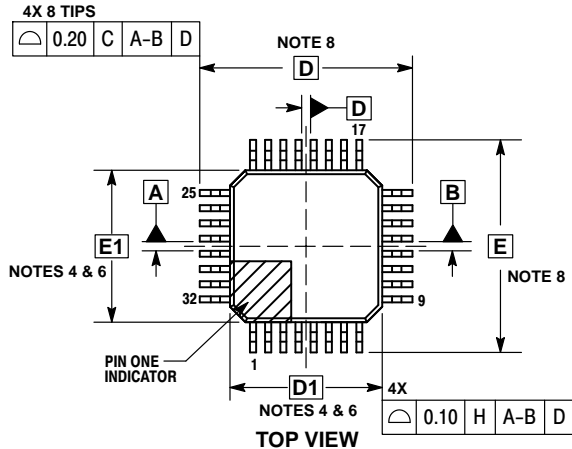 4X 8 TIPS
⌓ 0.20 C A-B D
NOTE 8
D
D
17
A
25
B
E1
E
NOTES 4 & 6
NOTE 8
32
9
PIN ONE
INDICATOR
1
D1
4X
NOTES 4 & 6
⌓ 0.10 H A-B D
TOP VIEW